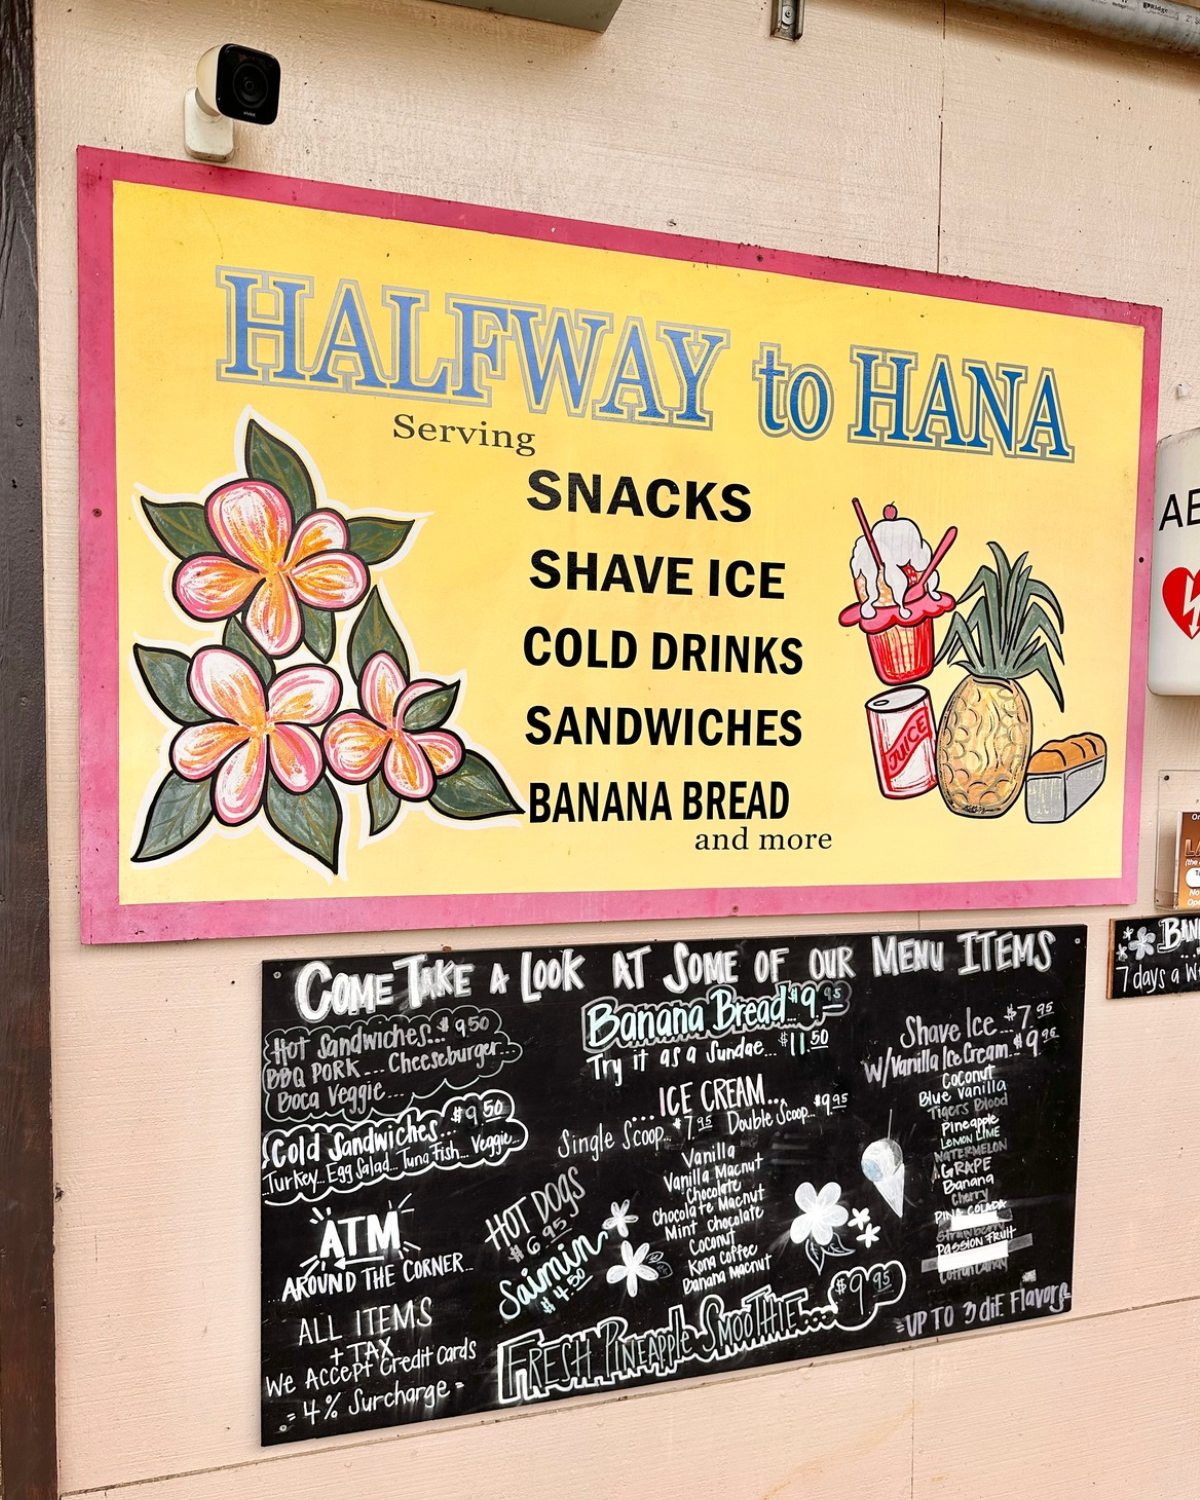 HALFWAY to HANA
Serving
SNACKS
SHAVE ICE
COLD DRINKS
SANDWICHES
BANANA BREAD
and more
JUICE
AE
COME TAKE A LOOK AT SOME OF OUR MENU ITEMS
Hot Sandwiches... $9.50
BBQ PORK... Cheeseburger...
Boca Veggie...
Cold Sandwiches... $9.50
Turkey.. Egg Salad.. Tuna Fish... Veggie..
ATM
AROUND THE CORNER...
ALL ITEMS
+ TAX
We Accept Credit Cards
= 4% Surcharge =
Banana Bread... $9.95
Try it as a Sundae... $11.50
...ICE CREAM...
Single Scoop... $7.95 Double Scoop... $9.95
Vanilla
Vanilla Macnut
Chocolate
Chocolate Macnut
Mint chocolate
Coconut
Kona Coffee
Banana Macnut
HOT DOGS
$6.95
Saimin
$4.50
FRESH PINEAPPLE SMOOTHIE... $9.95
Shave Ice... $7.95
w/Vanilla Ice Cream.. $9.95
Coconut
Blue Vanilla
Tigers Blood
Pineapple
LEMON LIME
WATERMELON
GRAPE
Banana
Cherry
PINA COLADA
Strawberry
PASSION FRUIT
Cotton Candy
=UP TO 3 dif. Flavors
BAN
7 days a W